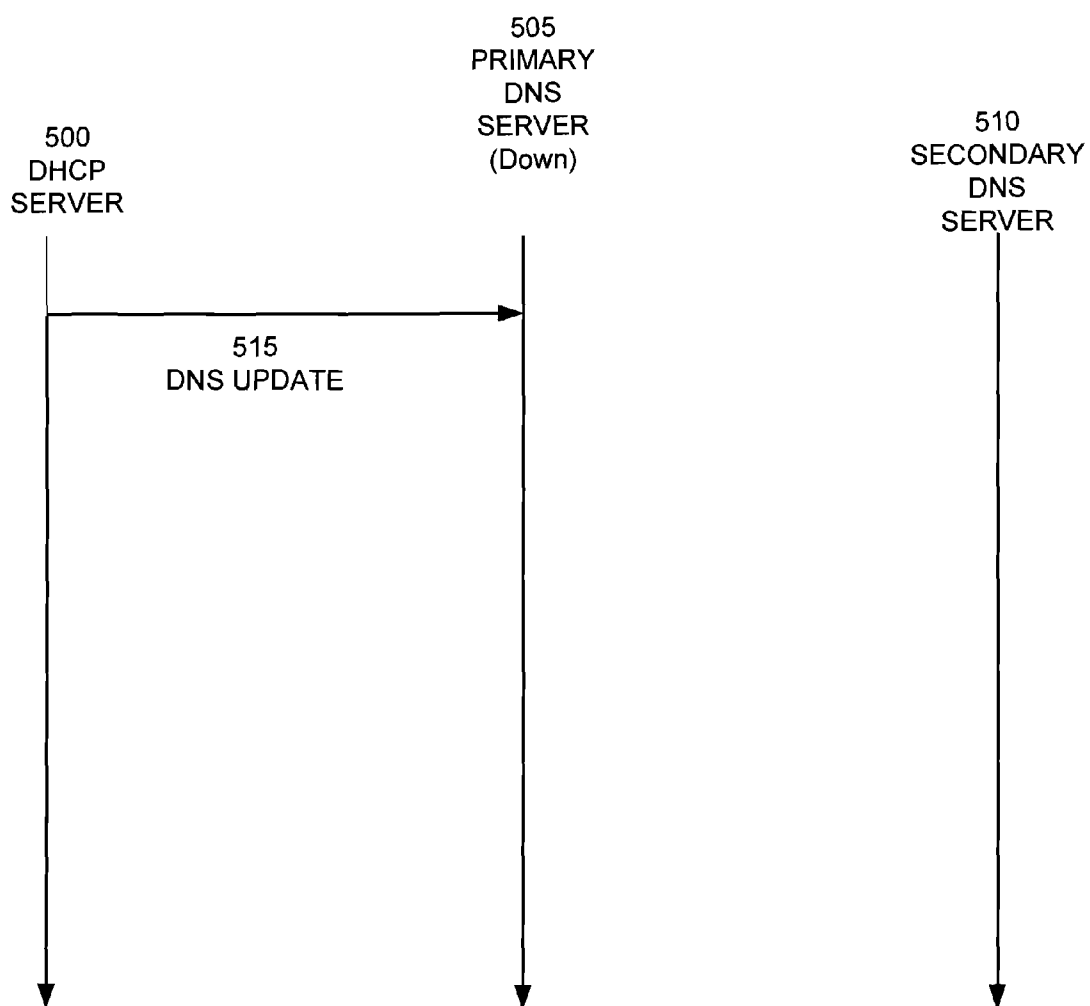 500
DHCP
SERVER
505
PRIMARY
DNS
SERVER
(Down)
510
SECONDARY
DNS
SERVER
515
DNS UPDATE